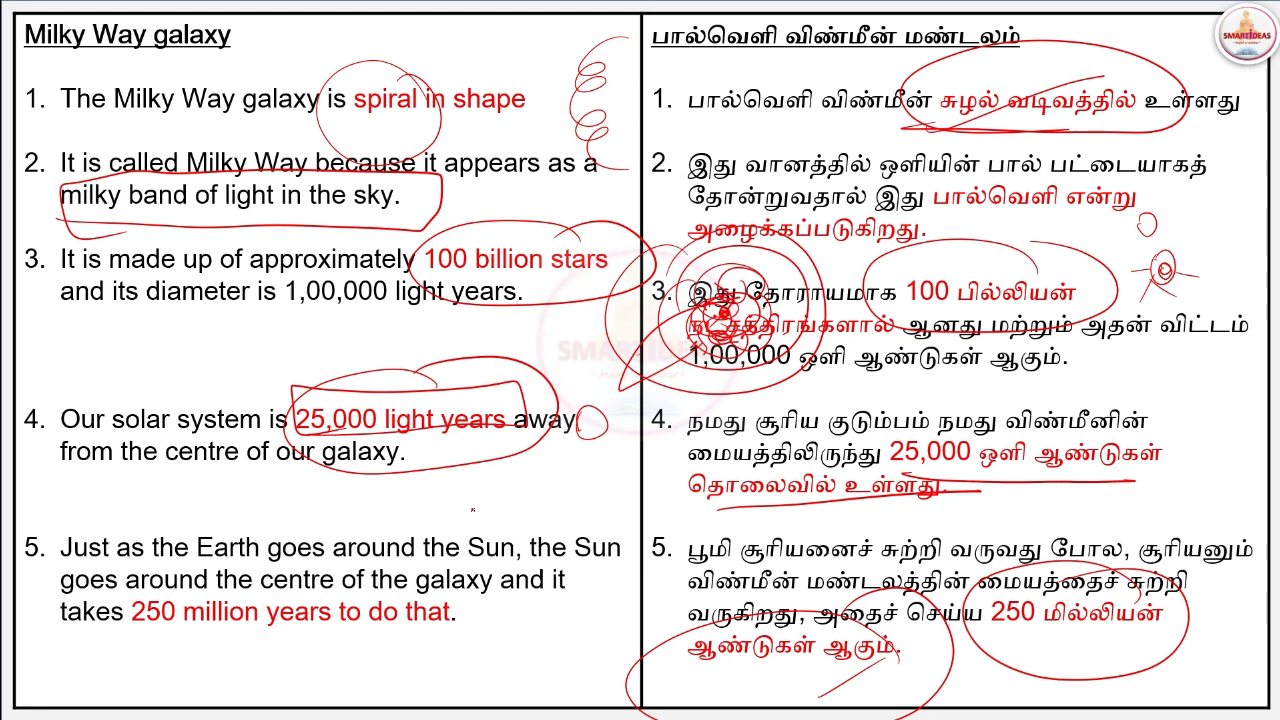 Milky Way galaxy
1. The Milky Way galaxy is spiral in shape
2. It is called Milky Way because it appears as a
milky band of light in the sky.
3. It is made up of approximately 100 billion stars
and its diameter is 1,00,000 light years.
4. Our solar system is 25,000 light years away
from the centre of our galaxy.
5. Just as the Earth goes around the Sun, the Sun
goes around the centre of the galaxy and it
takes 250 million years to do that.
பால்வெளி விண்மீன் மண்டலம்
1. பால்வெளி விண்மீன் சுழல் வடிவத்தில் உள்ளது
2. இது வானத்தில் ஒளியின் பால் பட்டையாகத்
தோன்றுவதால் இது பால்வெளி என்று
அழைக்கப்படுகிறது.
3. இது தோராயமாக 100 பில்லியன்
நட்சத்திரங்களால் ஆனது மற்றும் அதன் விட்டம்
1,00,000 ஒளி ஆண்டுகள் ஆகும்.
4. நமது சூரிய குடும்பம் நமது விண்மீனின்
மையத்திலிருந்து 25,000 ஒளி ஆண்டுகள்
தொலைவில் உள்ளது.
5. பூமி சூரியனைச் சுற்றி வருவது போல, சூரியனும்
விண்மீன் மண்டலத்தின் மையத்தைச் சுற்றி
வருகிறது, அதைச் செய்ய 250 மில்லியன்
ஆண்டுகள் ஆகும்.
SMARTIDEAS